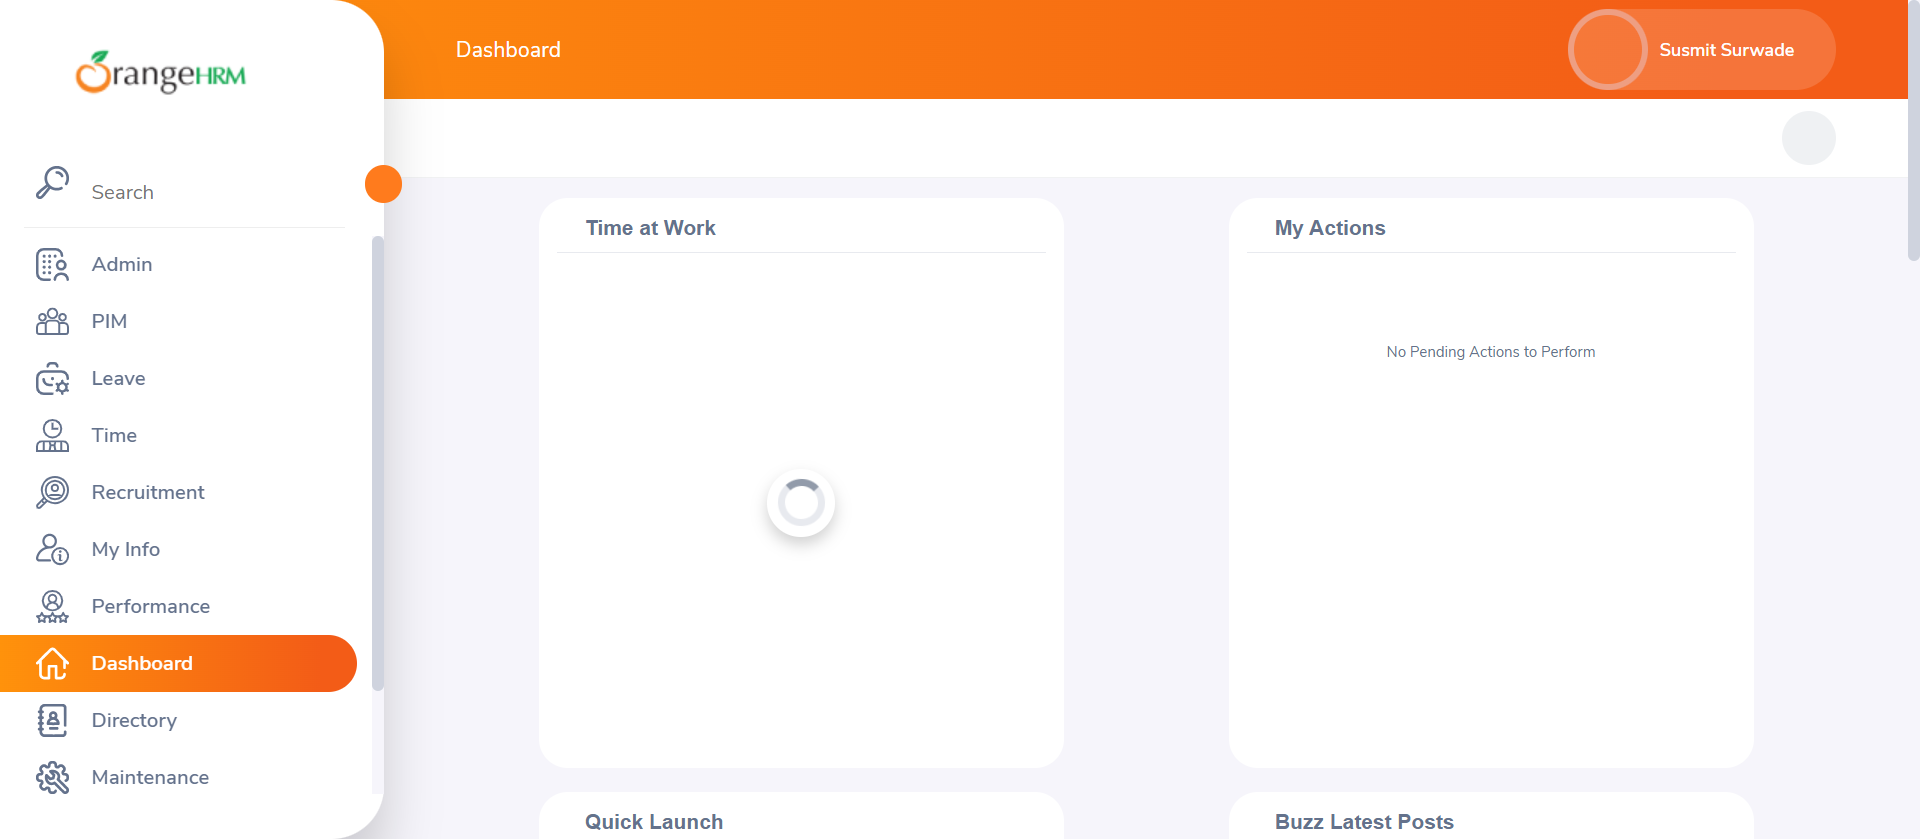 OrangeHRM
Dashboard
Susmit Surwade
Search
Admin
PIM
Leave
Time
Recruitment
My Info
Performance
Dashboard
Directory
Maintenance
Time at Work
My Actions
No Pending Actions to Perform
Quick Launch
Buzz Latest Posts